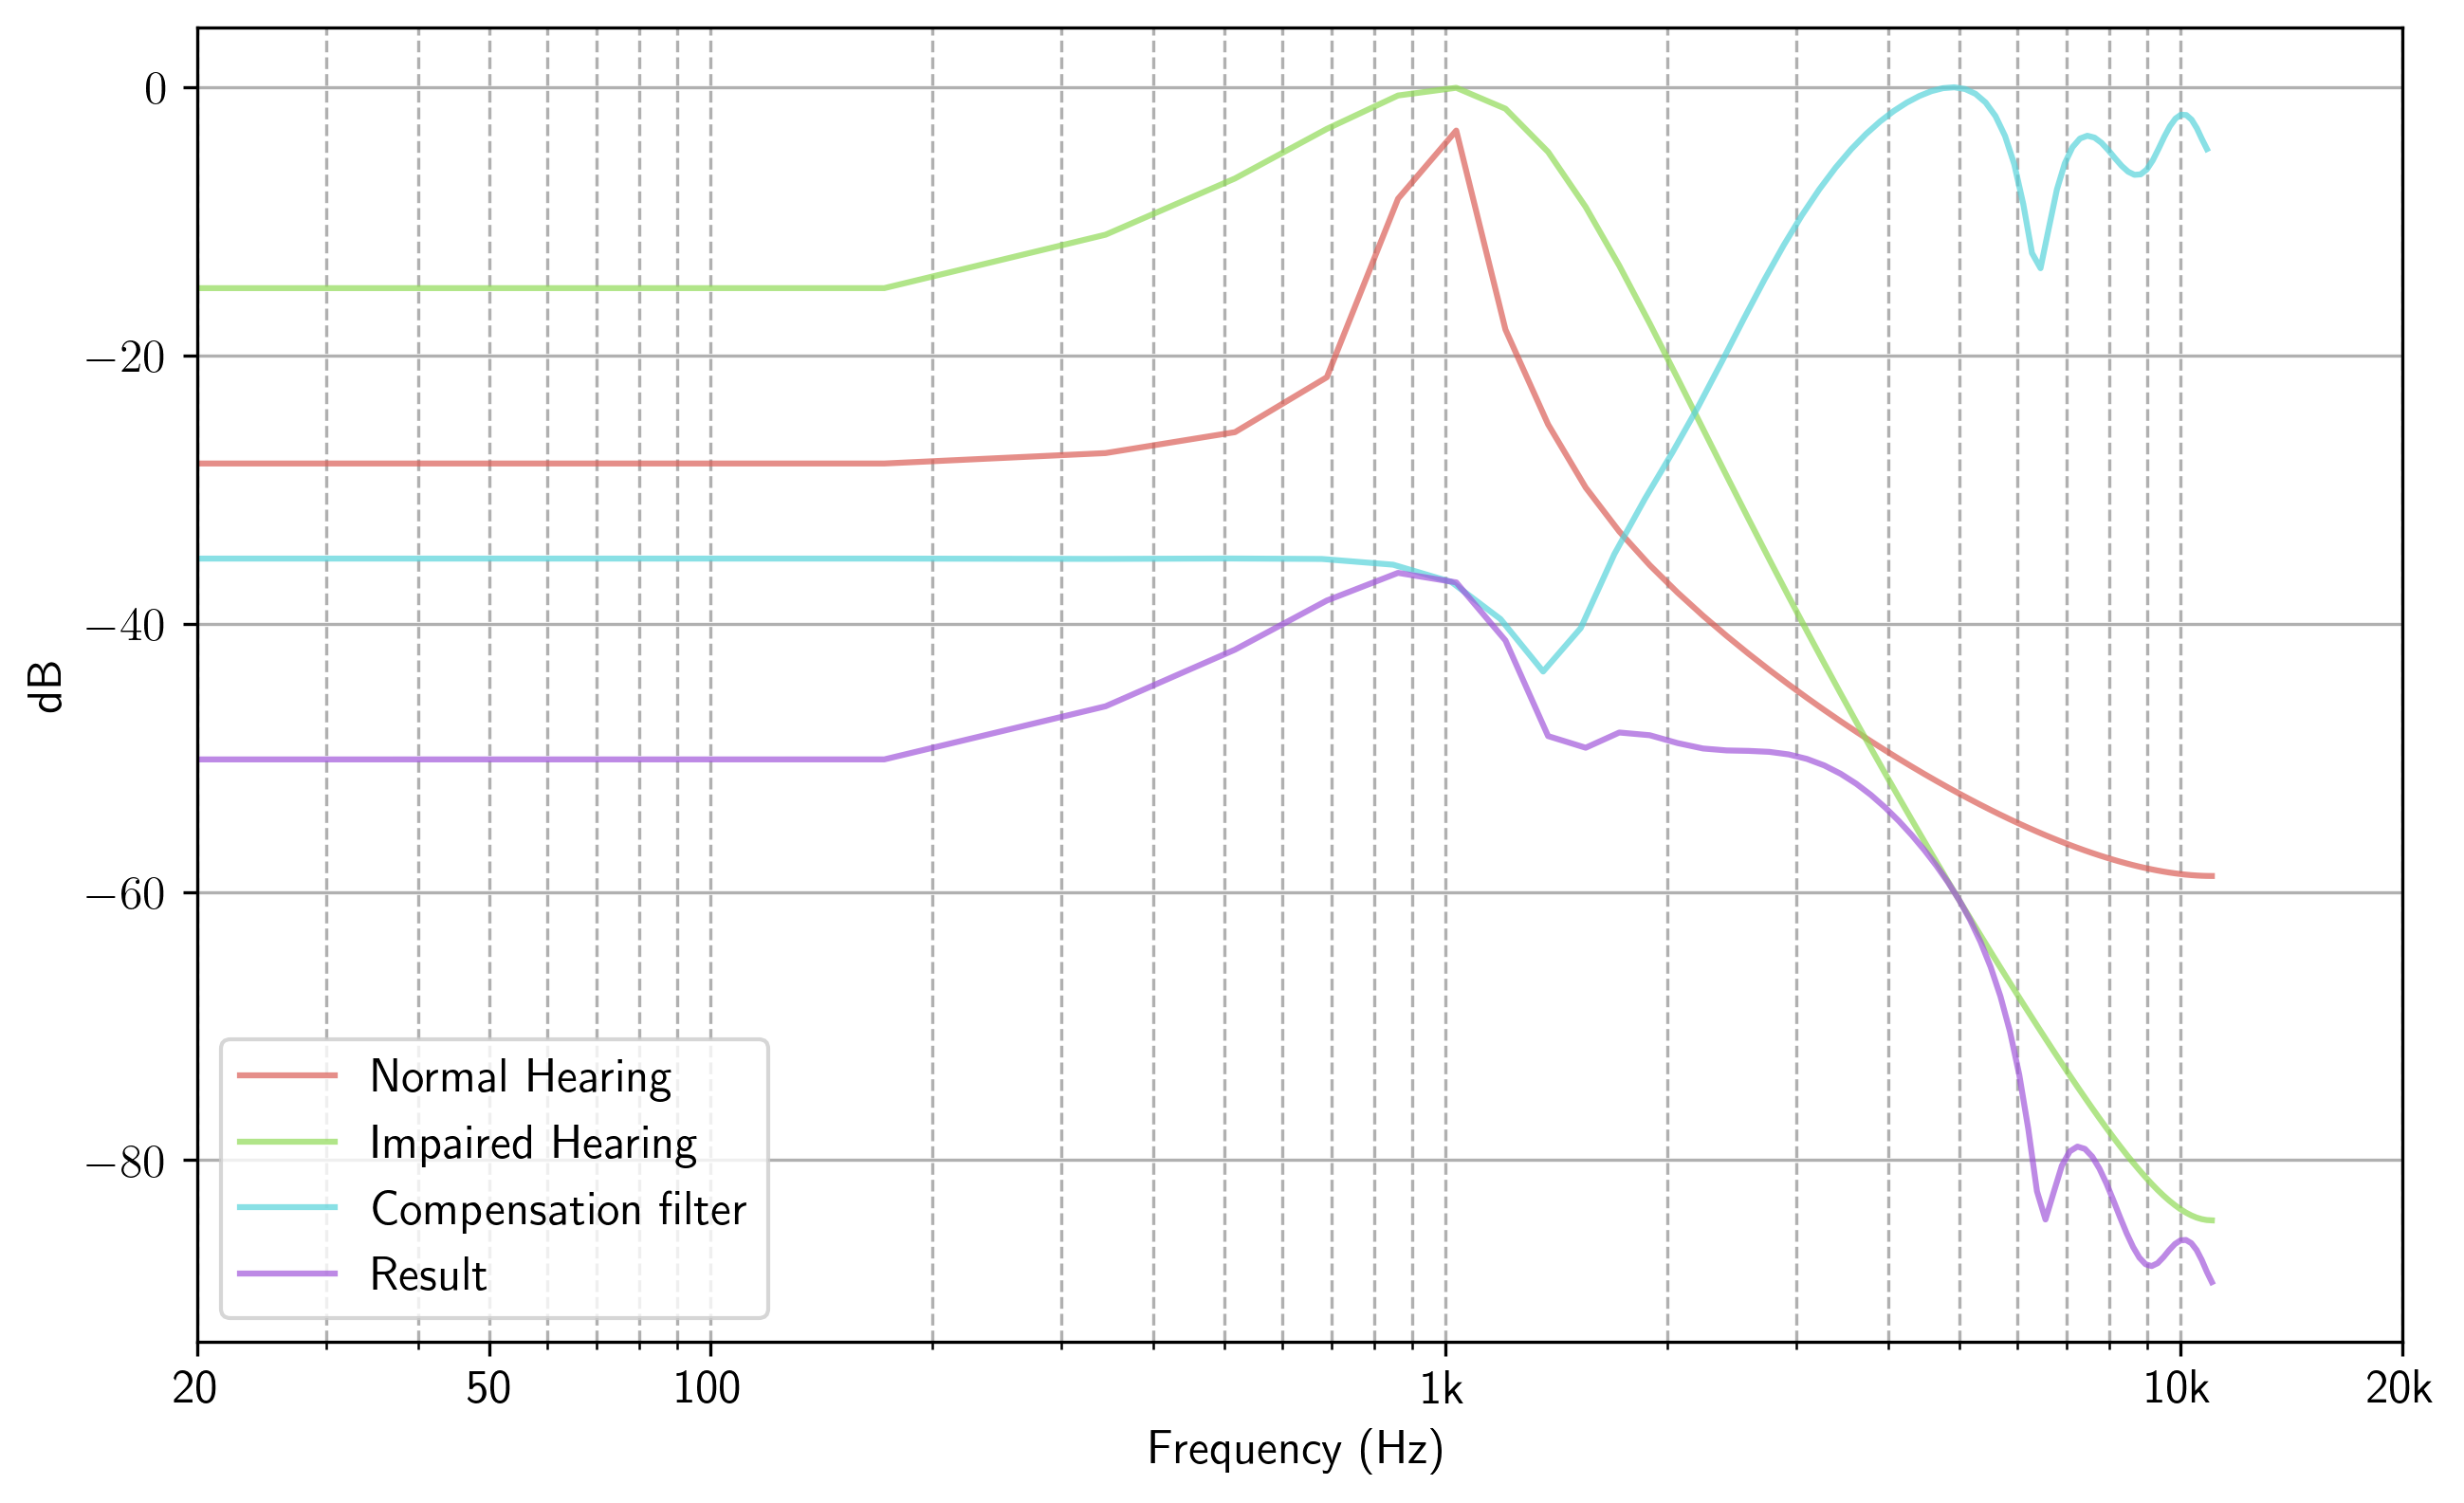 0
−20
−40
−60
−80
dB
Normal Hearing
Impaired Hearing
Compensation filter
Result
20 50 100 1k 10k 20k
Frequency (Hz)